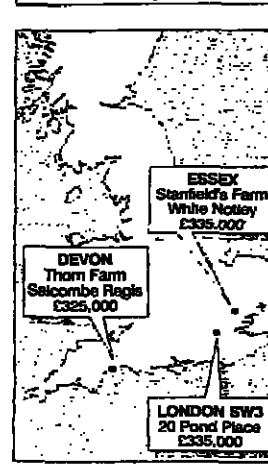 ESSEX
Stanfield's Farm
White Notley
£335,000
DEVON
Thorn Farm
Salcombe Regis
£325,000
LONDON SW3
20 Pond Place
£335,000